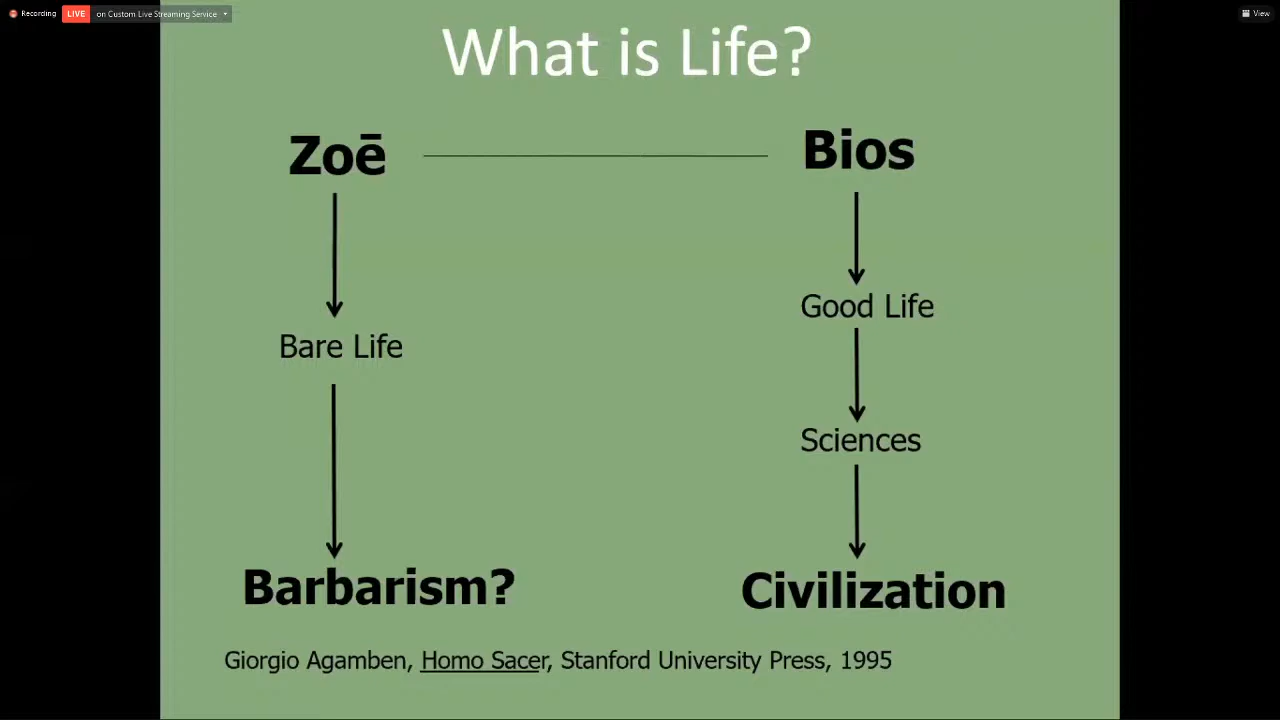 Recording LIVE on Custom Live Streaming Service View
What is Life?
Zoē Bios
Good Life
Bare Life
Sciences
Barbarism? Civilization
Giorgio Agamben, Homo Sacer, Stanford University Press, 1995